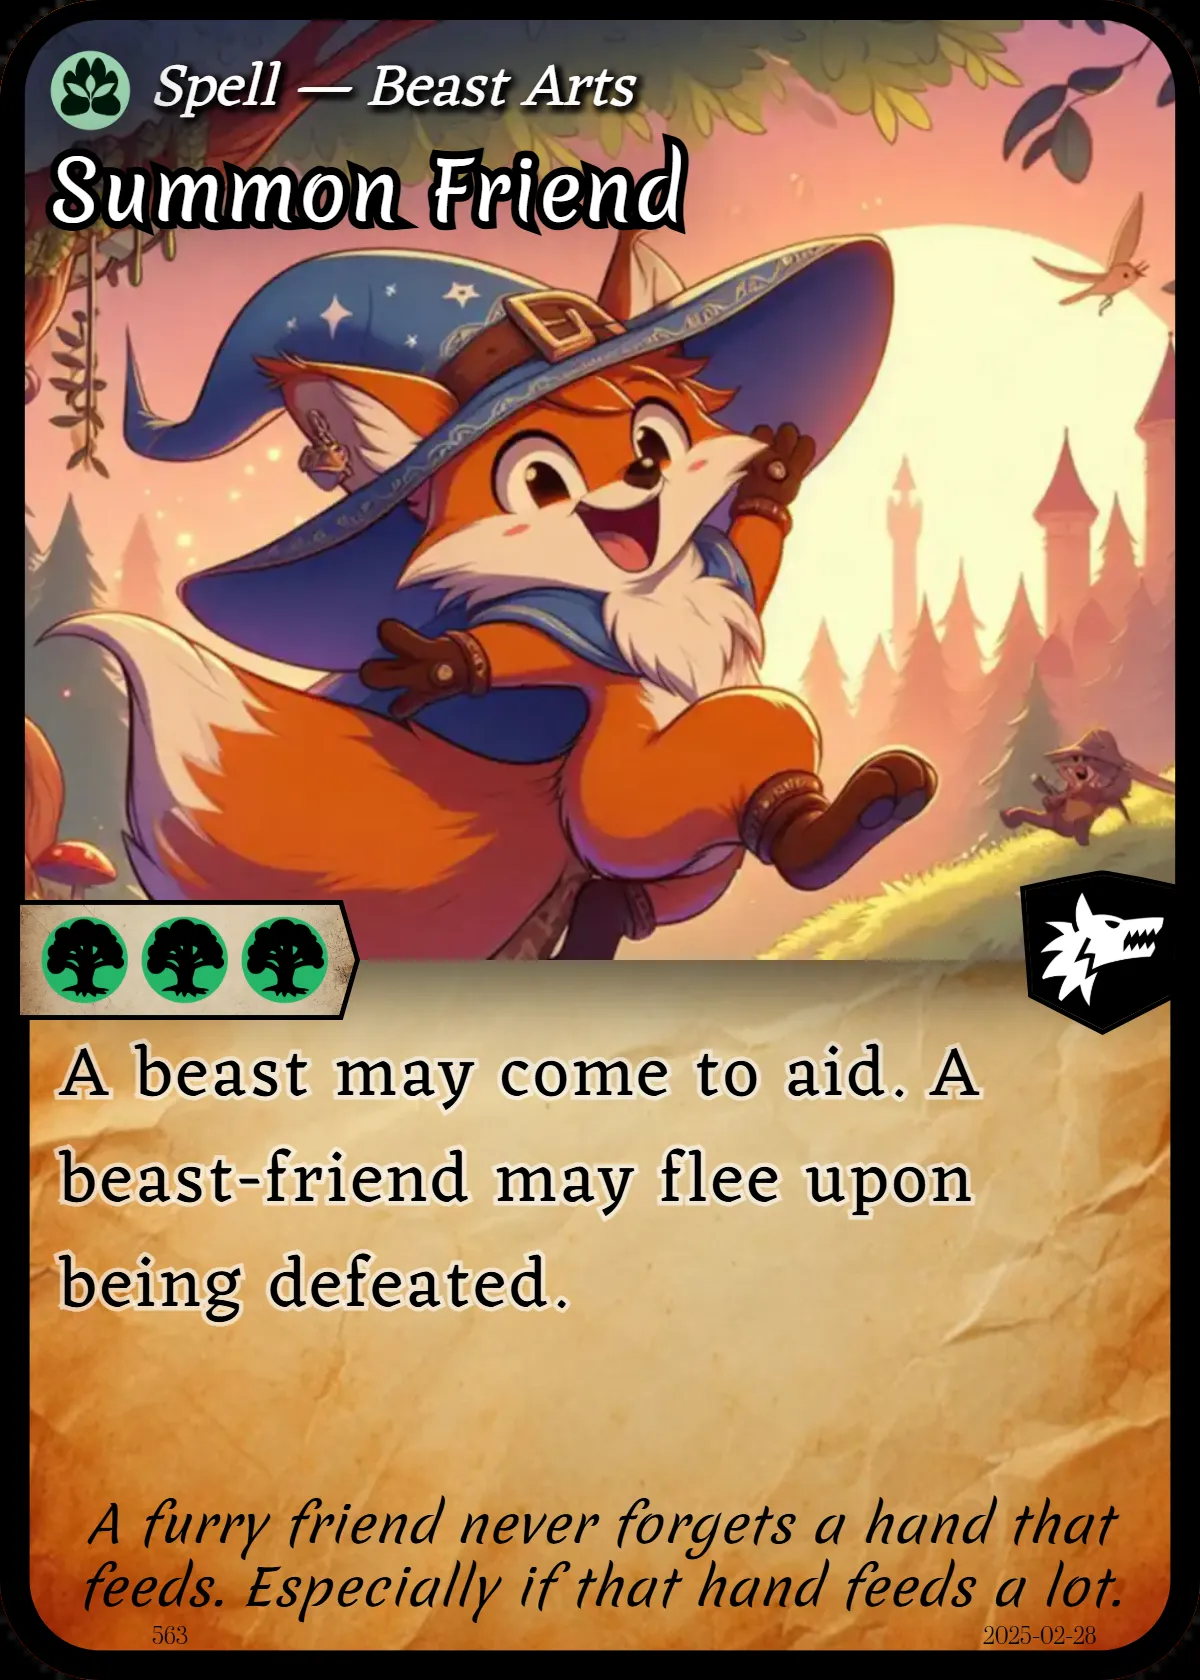 Spell — Beast Arts
Summon Friend
A beast may come to aid. A
beast-friend may flee upon
being defeated.
A furry friend never forgets a hand that
feeds. Especially if that hand feeds a lot.
563
2025-02-28